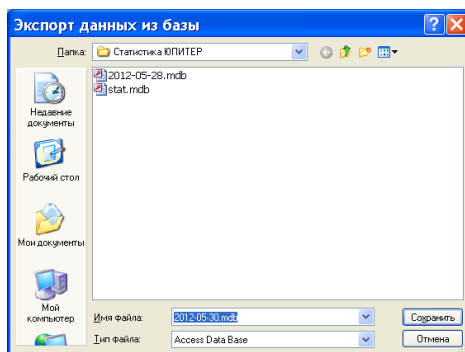 Экспорт данных из базы
Папка: Статистика ЮПИТЕР
2012-05-28.mdb
stat.mdb
Недавние документы
Рабочий стол
Мои документы
Мой компьютер
Имя файла: 2012-05-30.mdb Сохранить
Тип файла: Access Data Base Отмена